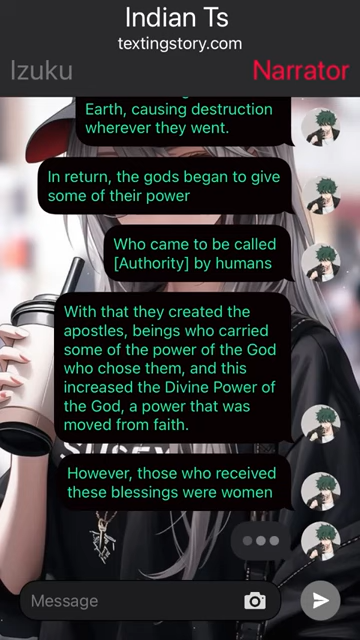 Indian Ts
textingstory.com
Izuku
Narrator
Earth, causing destruction
wherever they went.
In return, the gods began to give
some of their power
Who came to be called
[Authority] by humans
With that they created the
apostles, beings who carried
some of the power of the God
who chose them, and this
increased the Divine Power of
the God, a power that was
moved from faith.
However, those who received
these blessings were women
Message